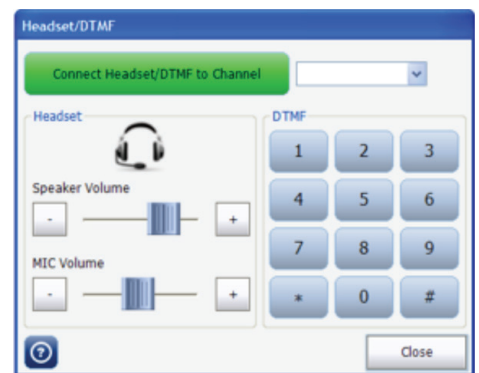 Headset/DTMF
Connect Headset/DTMF to Channel
Headset
Speaker Volume
- +
MIC Volume
- +
DTMF
1 2 3
4 5 6
7 8 9
* 0 #
?
Close